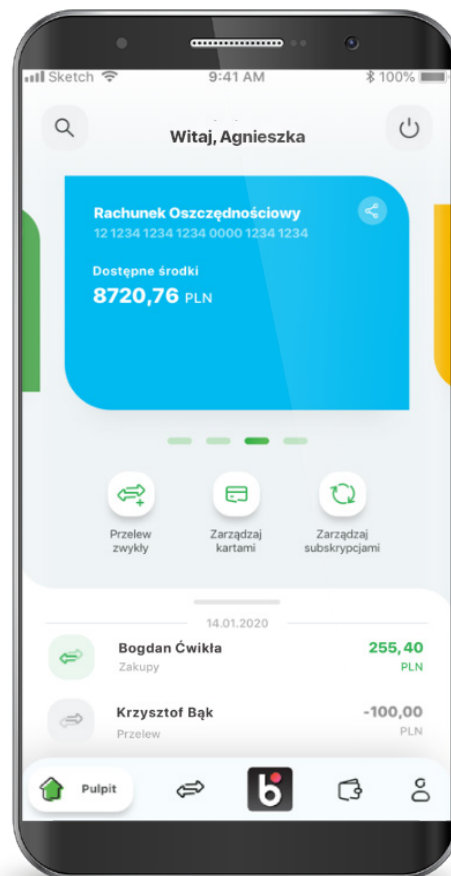 Sketch 9:41 AM 100%
Witaj, Agnieszka
Rachunek Oszczędnościowy
12 1234 1234 1234 0000 1234 1234
Dostępne środki
8720,76 PLN
Przelew zwykły
Zarządzaj kartami
Zarządzaj subskrypcjami
14.01.2020
Bogdan Ćwikła 255,40
Zakupy PLN
Krzysztof Bąk -100,00
Przelew PLN
Pulpit b